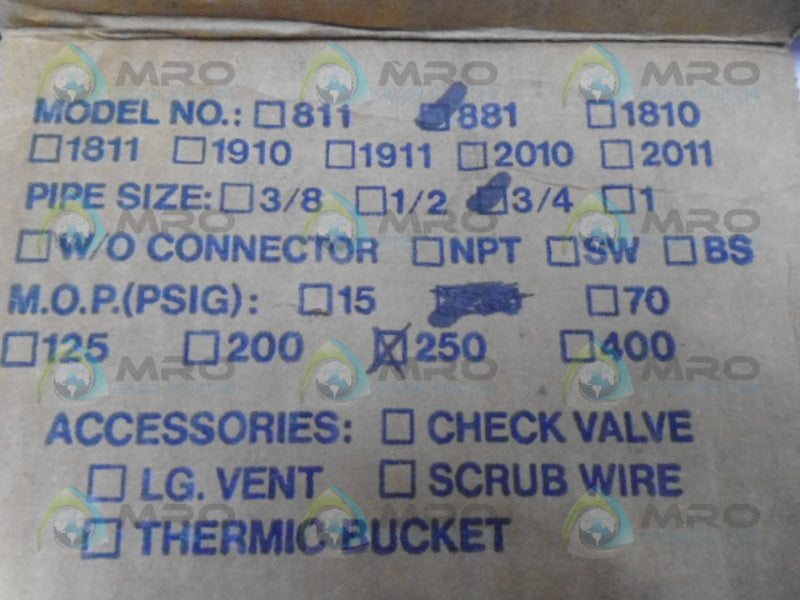 MODEL NO.: ☐ 811 ☐ 881 ☐ 1810
☐ 1811 ☐ 1910 ☐ 1911 ☐ 2010 ☐ 2011
PIPE SIZE: ☐ 3/8 ☐ 1/2 ☐ 3/4 ☐ 1
☐ W/O CONNECTOR ☐ NPT ☐ SW ☐ BS
M.O.P.(PSIG): ☐ 15 ☐ 70
☐ 125 ☐ 200 ☒ 250 ☐ 400
ACCESSORIES: ☐ CHECK VALVE
☐ LG. VENT ☐ SCRUB WIRE
☐ THERMIC BUCKET
MRO